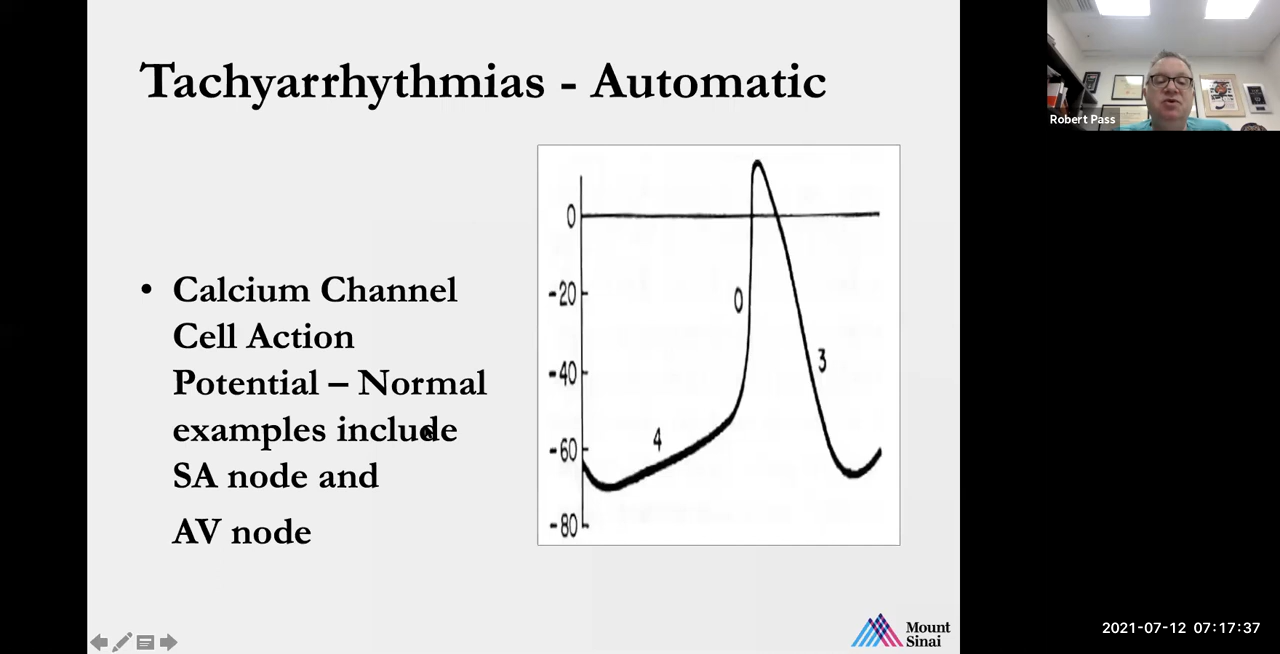 Tachyarrhythmias - Automatic
Robert Pass
• Calcium Channel
Cell Action
Potential – Normal
examples include
SA node and
AV node
0
-20
-40
-60
-80
0
3
4
Mount
Sinai
2021-07-12 07:17:37